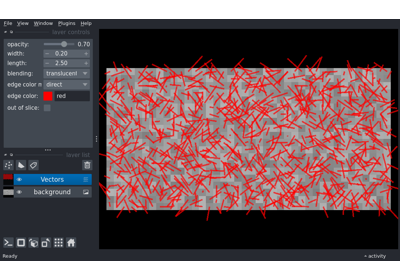 File View Window Plugins Help
layer controls
opacity: 0.70
width: 0.20
length: 2.50
blending: translucent
edge color m direct
edge color: red
out of slice:
layer list
Vectors
background
Ready
activity